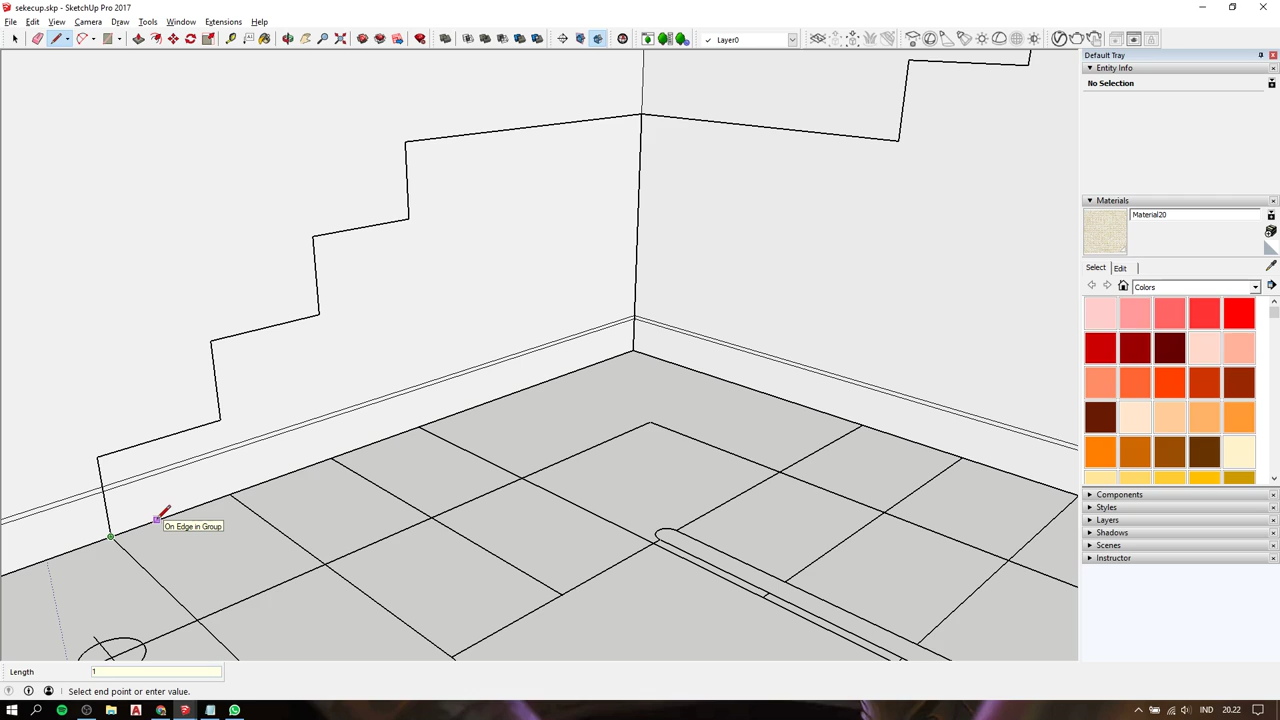 sekecup.skp - SketchUp Pro 2017
File Edit View Camera Draw Tools Window Extensions Help
Layer0
Default Tray
Entity Info
No Selection
Materials
Material20
Select Edit
Colors
On Edge in Group
Components
Styles
Layers
Shadows
Scenes
Instructor
Length 1
Select end point or enter value.
IND 20.22